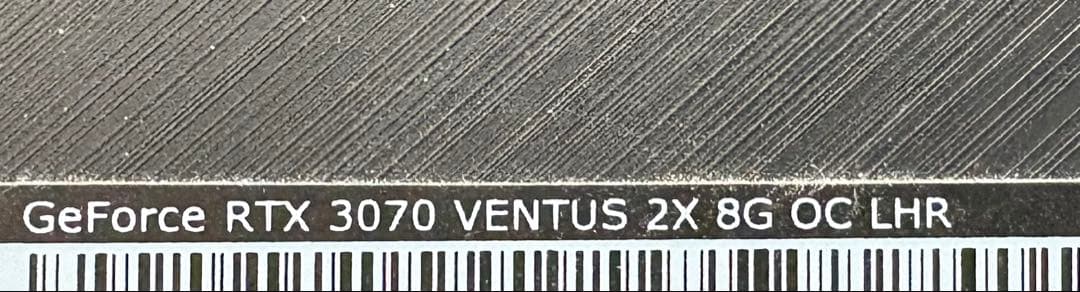 GeForce RTX 3070 VENTUS 2X 8G OC LHR